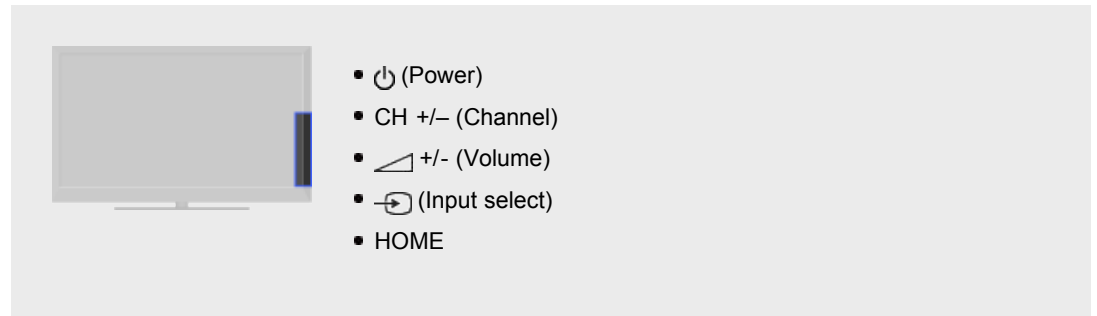 • (Power)
• CH +/– (Channel)
• +/- (Volume)
• (Input select)
• HOME